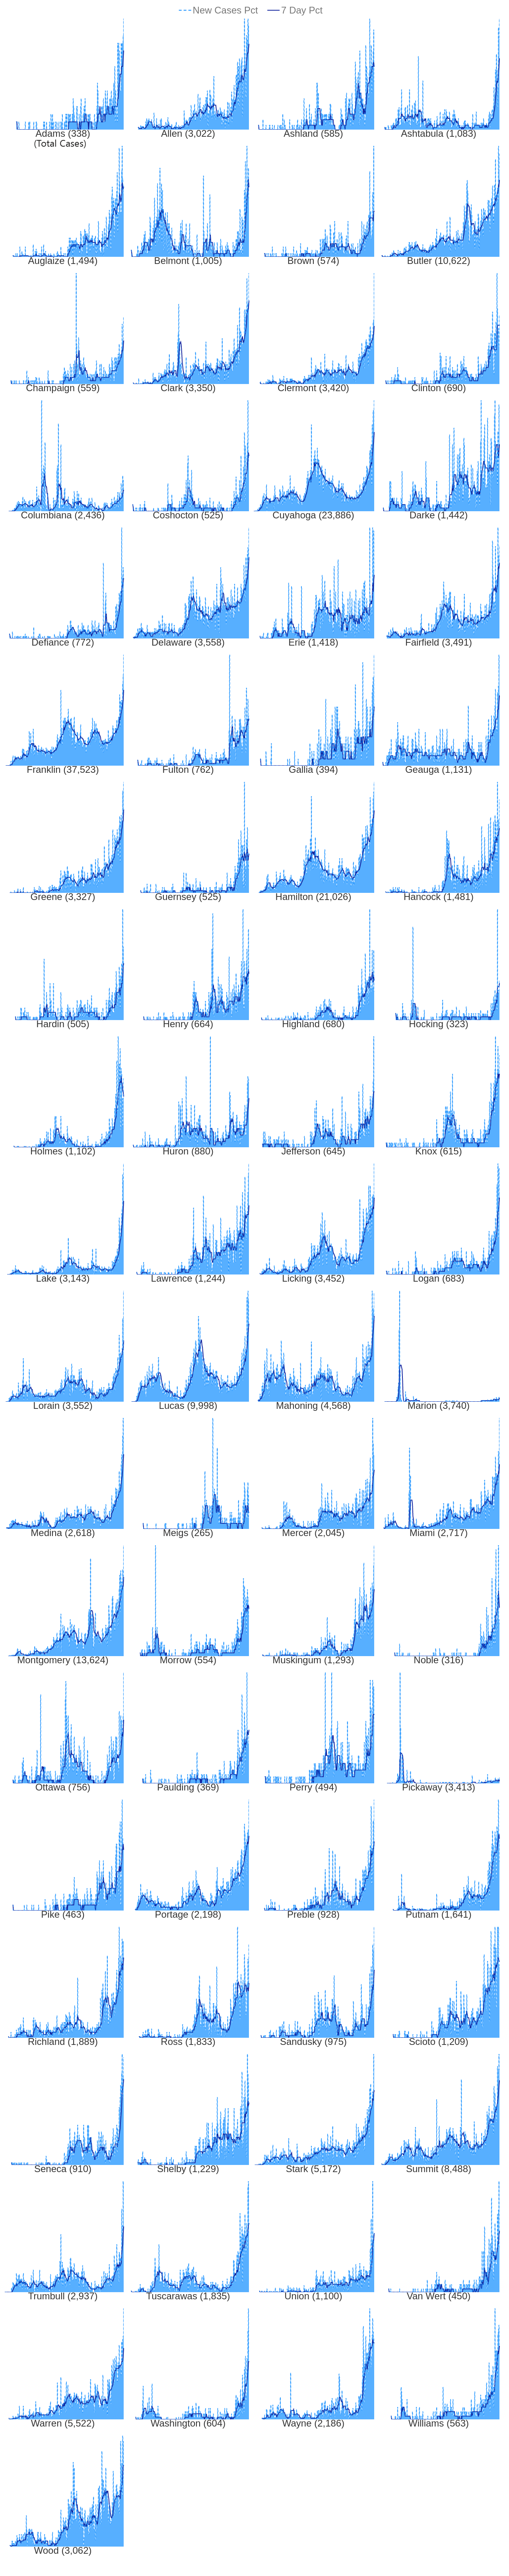 New Cases Pct 7 Day Pct
Adams (338) Allen (3,022) Ashland (585) Ashtabula (1,083)
(Total Cases)
Auglaize (1,494) Belmont (1,005) Brown (574) Butler (10,622)
Champaign (559) Clark (3,350) Clermont (3,420) Clinton (690)
Columbiana (2,436) Coshocton (525) Cuyahoga (23,886) Darke (1,442)
Defiance (772) Delaware (3,558) Erie (1,418) Fairfield (3,491)
Franklin (37,523) Fulton (762) Gallia (394) Geauga (1,131)
Greene (3,327) Guernsey (525) Hamilton (21,026) Hancock (1,481)
Hardin (505) Henry (664) Highland (680) Hocking (323)
Holmes (1,102) Huron (880) Jefferson (645) Knox (615)
Lake (3,143) Lawrence (1,244) Licking (3,452) Logan (683)
Lorain (3,552) Lucas (9,998) Mahoning (4,568) Marion (3,740)
Medina (2,618) Meigs (265) Mercer (2,045) Miami (2,717)
Montgomery (13,624) Morrow (554) Muskingum (1,293) Noble (316)
Ottawa (756) Paulding (369) Perry (494) Pickaway (3,413)
Pike (463) Portage (2,198) Preble (928) Putnam (1,641)
Richland (1,889) Ross (1,833) Sandusky (975) Scioto (1,209)
Seneca (910) Shelby (1,229) Stark (5,172) Summit (8,488)
Trumbull (2,937) Tuscarawas (1,835) Union (1,100) Van Wert (450)
Warren (5,522) Washington (604) Wayne (2,186) Williams (563)
Wood (3,062)